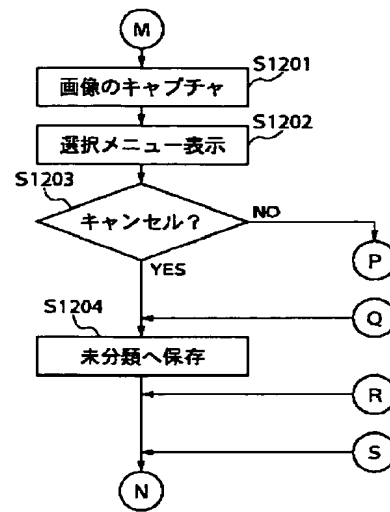 M
S1201
画像のキャプチャ
S1202
選択メニュー表示
S1203
キャンセル？
NO
P
YES
Q
S1204
未分類へ保存
R
S
N